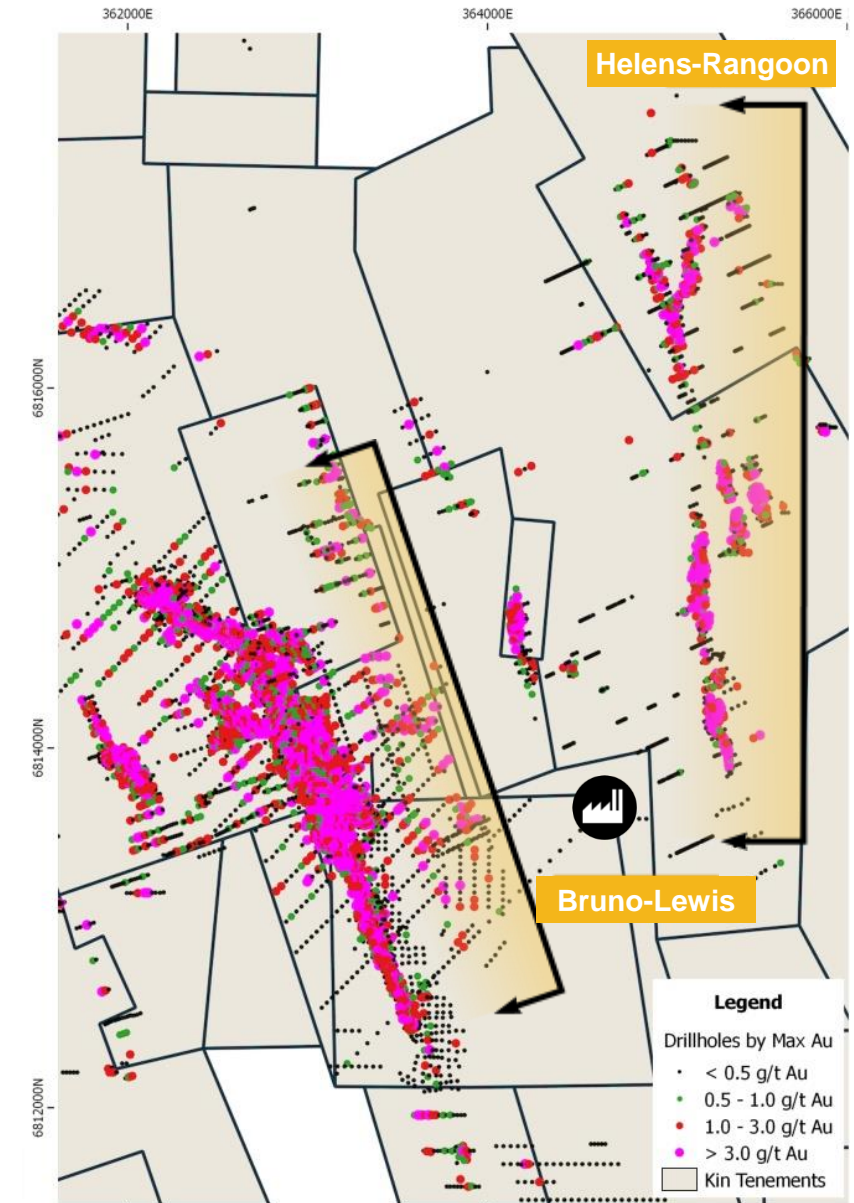 362000E
364000E
366000E
Helens-Rangoon
6816000N
6814000N
Bruno-Lewis
6812000N
Legend
Drillholes by Max Au
< 0.5 g/t Au
0.5 - 1.0 g/t Au
1.0 - 3.0 g/t Au
> 3.0 g/t Au
Kin Tenements